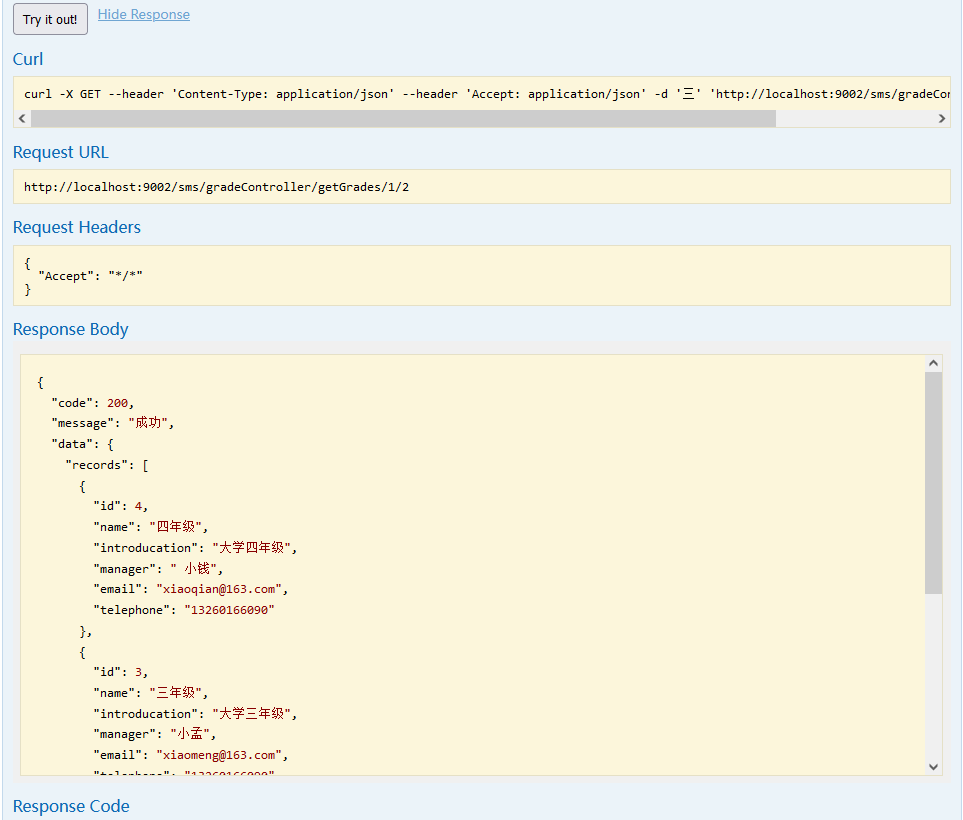 Try it out!
Hide Response
Curl
curl -X GET --header 'Content-Type: application/json' --header 'Accept: application/json' -d '三' 'http://localhost:9002/sms/gradeCon
Request URL
http://localhost:9002/sms/gradeController/getGrades/1/2
Request Headers
{
"Accept": "*/*"
}
Response Body
{
"code": 200,
"message": "成功",
"data": {
"records": [
{
"id": 4,
"name": "四年级",
"introducation": "大学四年级",
"manager": " 小钱",
"email": "xiaoqian@163.com",
"telephone": "13260166090"
},
{
"id": 3,
"name": "三年级",
"introducation": "大学三年级",
"manager": "小孟",
"email": "xiaomeng@163.com",
"telephone": "13260166090"
Response Code